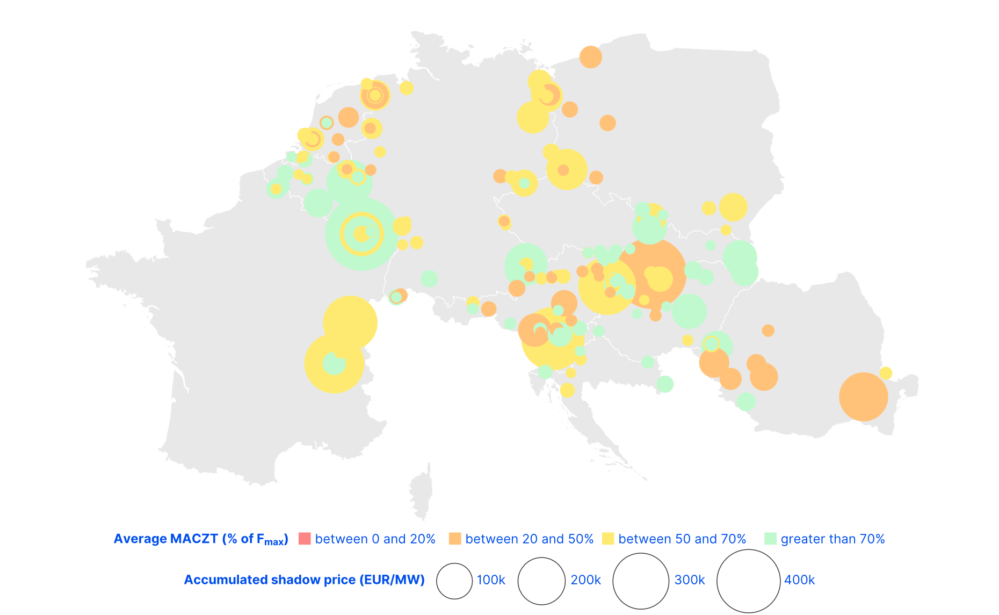 Average MACZT (% of Fmax) between 0 and 20% between 20 and 50% between 50 and 70% greater than 70%
Accumulated shadow price (EUR/MW) 100k 200k 300k 400k